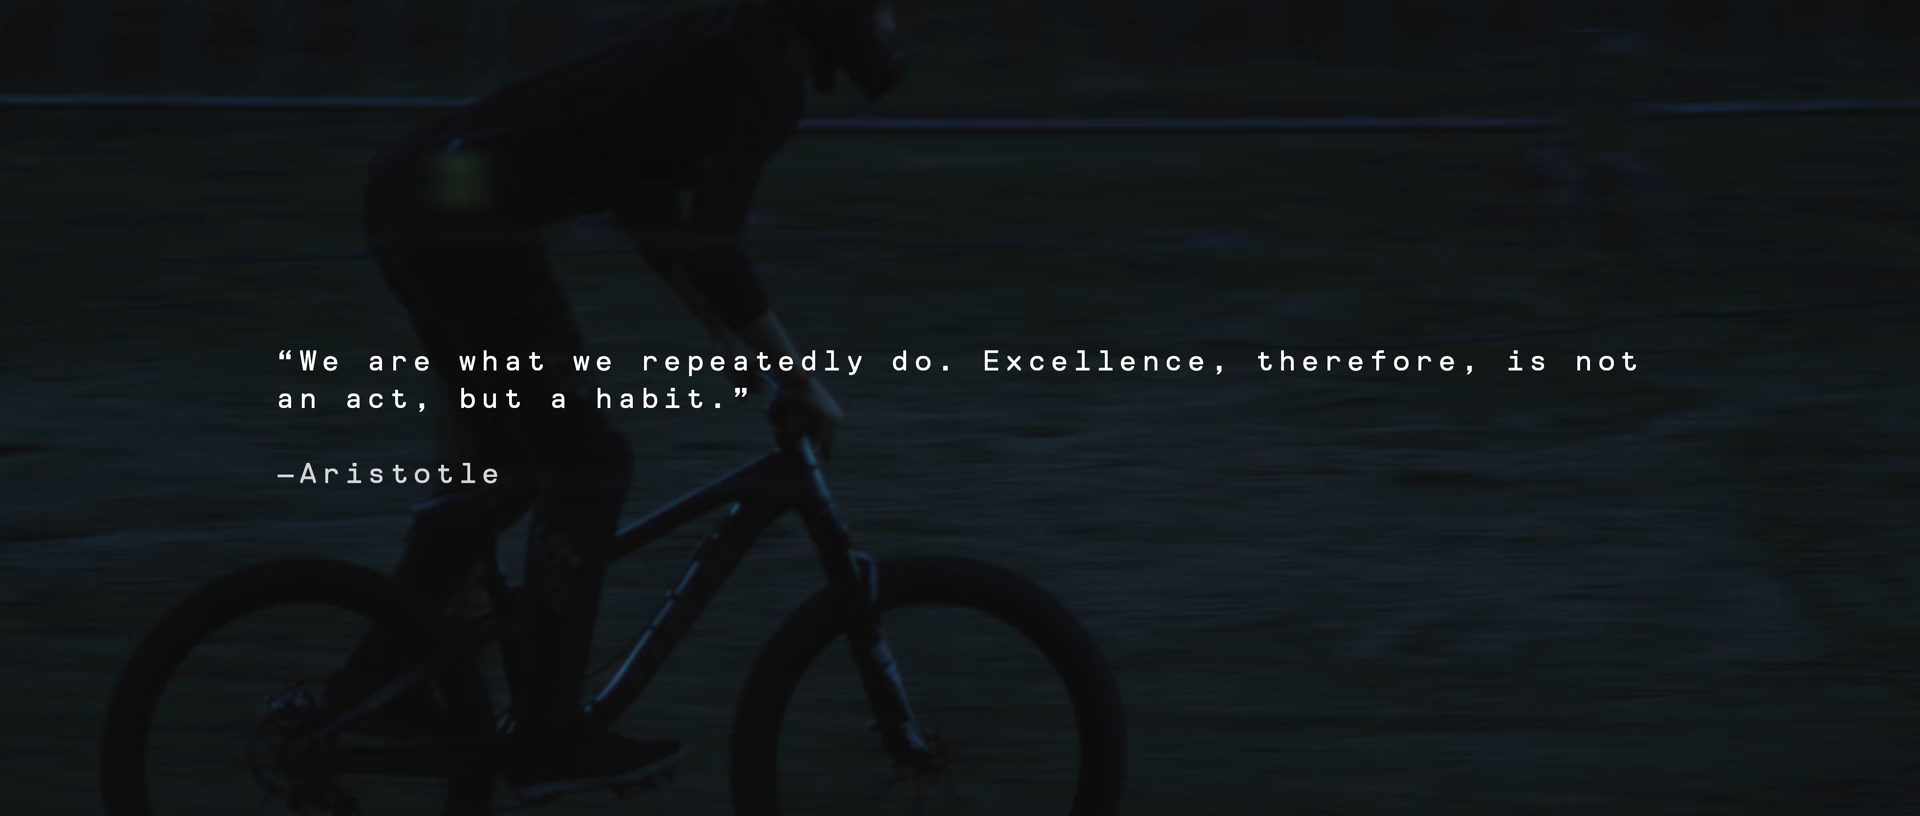 “We are what we repeatedly do. Excellence, therefore, is not
an act, but a habit.”
—Aristotle